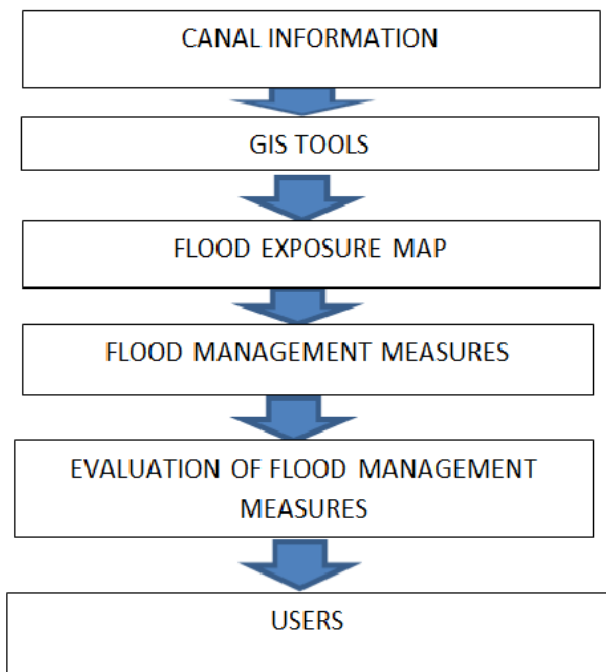 CANAL INFORMATION
GIS TOOLS
FLOOD EXPOSURE MAP
FLOOD MANAGEMENT MEASURES
EVALUATION OF FLOOD MANAGEMENT
MEASURES
USERS